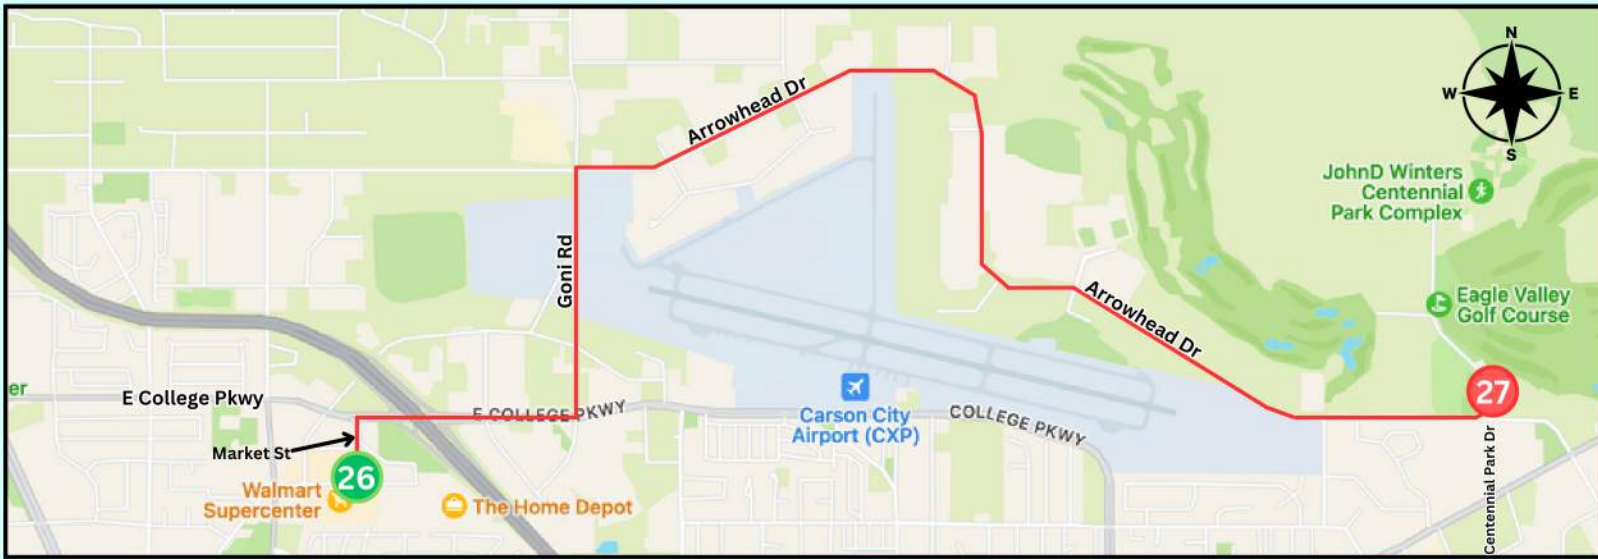 N
W
E
S
Arrowhead Dr
JohnD Winters
Centennial
Park Complex
Goni Rd
Arrowhead Dr
Eagle Valley
Golf Course
er
E College Pkwy
27
E COLLEGE PKWY
Carson City
Airport (CXP)
COLLEGE PKWY
Market St
26
Walmart
Supercenter
The Home Depot
Centennial Park Dr